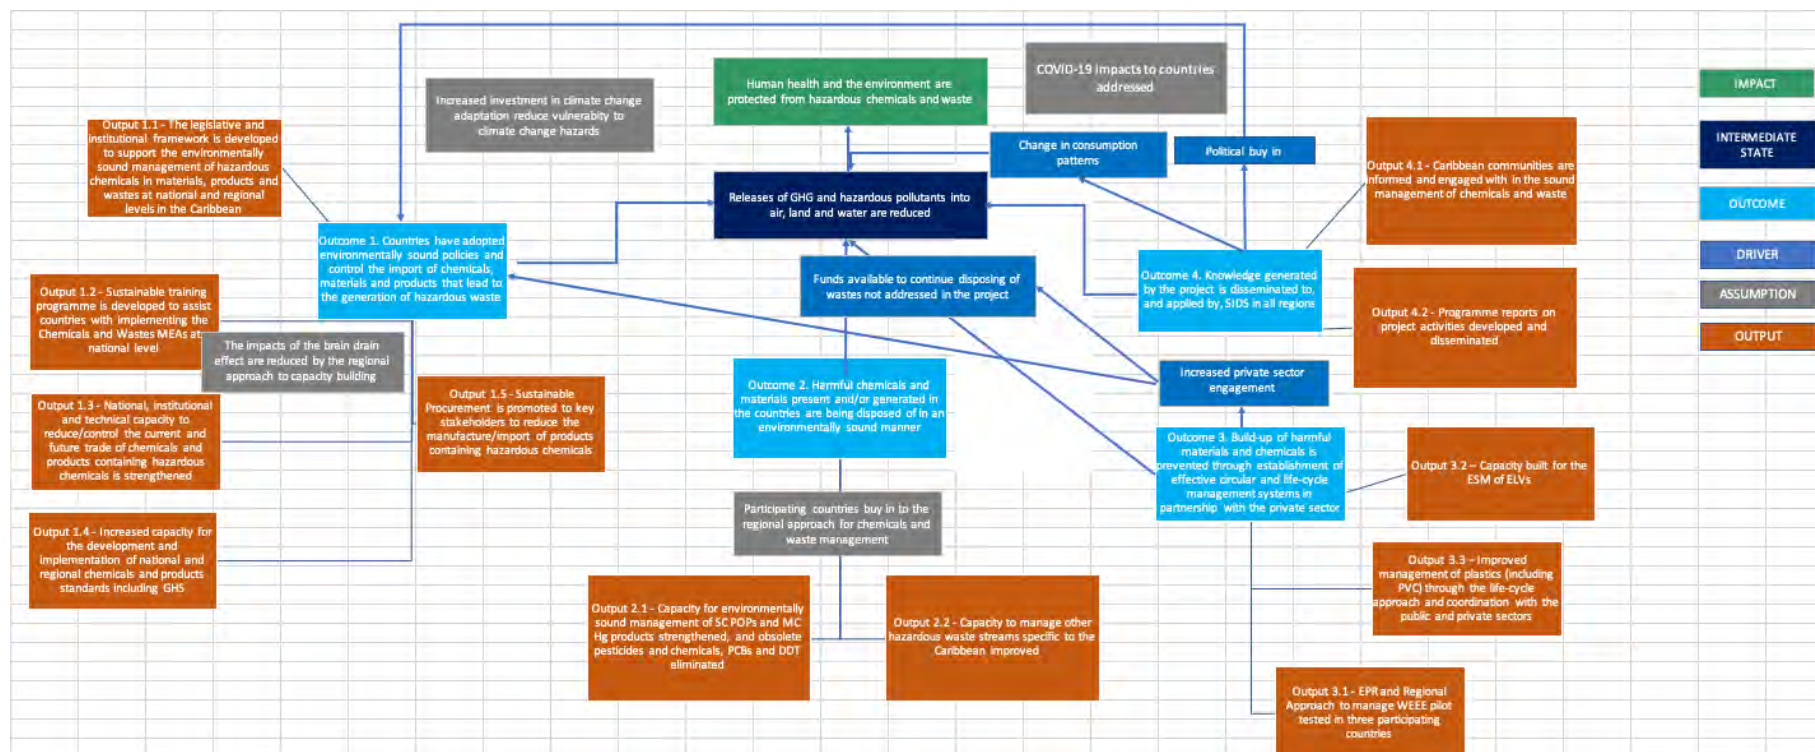 COVID-19 impacts to countries
addressed
Human health and the environment are
protected from hazardous chemicals and waste
Increased investment in climate change
adaptation reduce vulnerabity to
climate change hazards
IMPACT
INTERMEDIATE
STATE
OUTCOME
DRIVER
ASSUMPTION
OUTPUT
Output 1.1 - The legislative and
institutional framework is developed
to support the environmentally
sound management of hazardous
chemicals in materials, products and
wastes at national and regional
levels in the Caribbean
Change in consumption
patterns
Political buy in
Output 4.1 - Caribbean communities are
informed and engaged with in the sound
management of chemicals and waste
Releases of GHG and hazardous pollutants into
air, land and water are reduced
Outcome 1. Countries have adopted
environmentally sound policies and
control the import of chemicals,
materials and products that lead to
the generation of hazardous waste
Funds available to continue disposing of
wastes not addressed in the project
Outcome 4. Knowledge generated
by the project is disseminated to,
and applied by, SIDS in all regions
Output 1.2 - Sustainable training
programme is developed to assist
countries with implementing the
Chemicals and Wastes MEAs at
national level
Output 4.2 - Programme reports on
project activities developed and
disseminated
The impacts of the brain drain
effect are reduced by the regional
approach to capacity building
Outcome 2. Harmful chemicals and
materials present and/or generated in
the countries are being disposed of in an
environmentally sound manner
Increased private sector
engagement
Output 1.3 - National, institutional
and technical capacity to
reduce/control the current and
future trade of chemicals and
products containing hazardous
chemicals is strengthened
Output 1.5 - Sustainable
Procurement is promoted to key
stakeholders to reduce the
manufacture/import of products
containing hazardous chemicals
Outcome 3. Build-up of harmful
materials and chemicals is
prevented through establishment of
effective circular and life-cycle
management systems in
partnership with the private sector
Output 3.2 – Capacity built for the
ESM of ELVs
Participating countries buy in to the
regional approach for chemicals and
waste management
Output 1.4 - Increased capacity for
the development and
implementation of national and
regional chemicals and products
standards including GHS
Output 3.3 – Improved
management of plastics (including
PVC) through the life-cycle
approach and coordination with the
public and private sectors
Output 2.1 - Capacity for environmentally
sound management of SC POPs and MC
Hg products strengthened, and obsolete
pesticides and chemicals, PCBs and DDT
eliminated
Output 2.2 - Capacity to manage other
hazardous waste streams specific to the
Caribbean improved
Output 3.1 - EPR and Regional
Approach to manage WEEE pilot
tested in three participating
countries